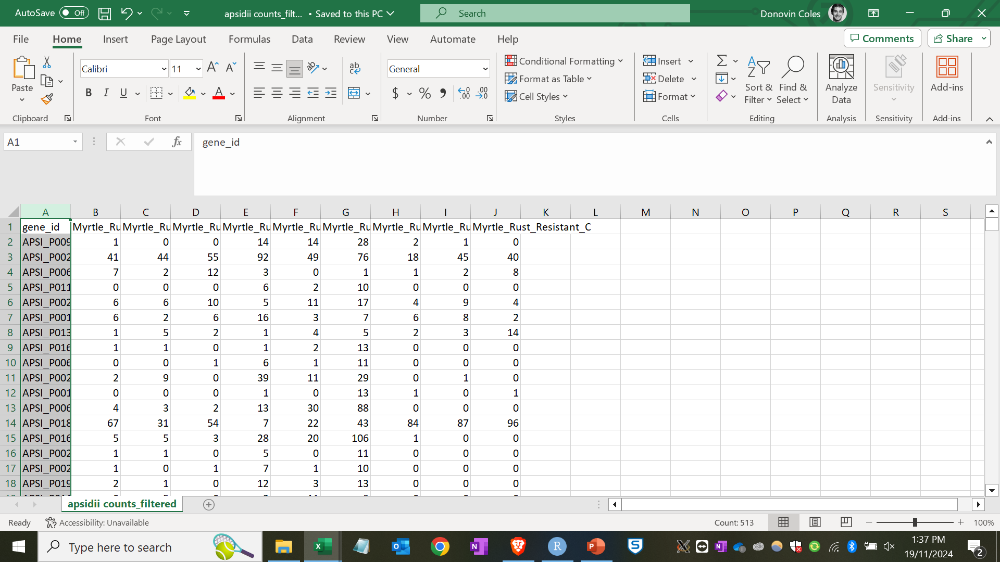 AutoSave Off apsidii counts_filt... • Saved to this PC Search Donovin Coles
File Home Insert Page Layout Formulas Data Review View Automate Help Comments Share
Paste
Calibri 11
B I U A
ab
General
$ % 9
Conditional Formatting
Format as Table
Cell Styles
Insert
Delete
Format
Sort & Filter
Find & Select
Analyze Data
Sensitivity
Add-ins
Clipboard Font Alignment Number Styles Cells Editing Analysis Sensitivity Add-ins
A1 fx gene_id
A B C D E F G H I J K L M N O P Q R S
1 gene_id Myrtle_Ru Myrtle_Ru Myrtle_Ru Myrtle_Ru Myrtle_Ru Myrtle_Ru Myrtle_Ru Myrtle_Ru Myrtle_Rust_Resistant_C
2 APSI_P009 1 0 0 14 14 28 2 1 0
3 APSI_P002 41 44 55 92 49 76 18 45 40
4 APSI_P006 7 2 12 3 0 1 1 2 8
5 APSI_P011 0 0 0 6 2 10 0 0 0
6 APSI_P002 6 6 10 5 11 17 4 9 4
7 APSI_P001 6 2 6 16 3 7 6 8 2
8 APSI_P013 1 5 2 1 4 5 2 3 14
9 APSI_P016 1 1 0 1 2 13 0 0 0
10 APSI_P006 0 0 1 6 1 11 0 0 0
11 APSI_P002 2 9 0 39 11 29 0 1 0
12 APSI_P001 0 0 0 1 0 13 1 0 1
13 APSI_P006 4 3 2 13 30 88 0 0 0
14 APSI_P018 67 31 54 7 22 43 84 87 96
15 APSI_P016 5 5 3 28 20 106 1 0 0
16 APSI_P002 1 1 0 5 0 11 0 0 0
17 APSI_P002 1 0 1 7 1 10 0 0 0
18 APSI_P019 2 1 0 12 3 13 0 0 0
apsidii counts_filtered
Ready Accessibility: Unavailable Count: 513 100%
Type here to search
1:37 PM
19/11/2024
2